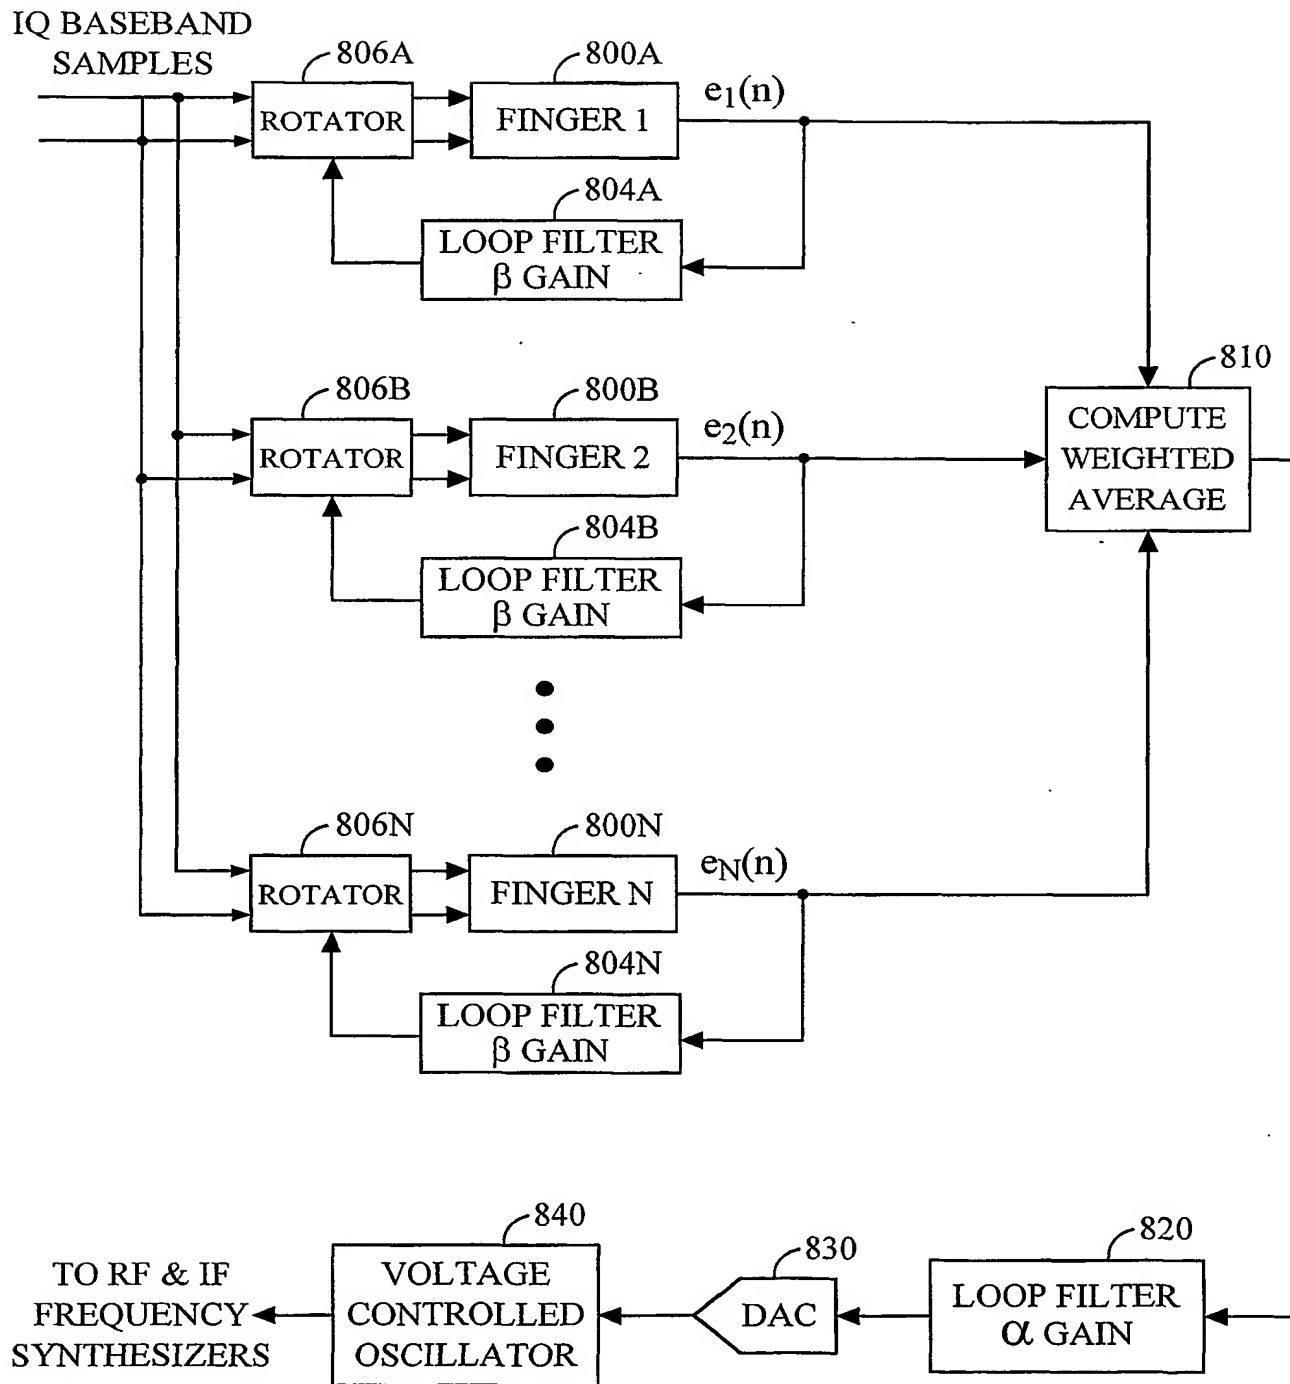 IQ BASEBAND
SAMPLES
806A
800A
ROTATOR
FINGER 1
e1(n)
804A
LOOP FILTER
β GAIN
806B
800B
810
ROTATOR
FINGER 2
e2(n)
COMPUTE
WEIGHTED
AVERAGE
804B
LOOP FILTER
β GAIN
806N
800N
ROTATOR
FINGER N
eN(n)
804N
LOOP FILTER
β GAIN
840
830
820
TO RF & IF
FREQUENCY
SYNTHESIZERS
VOLTAGE
CONTROLLED
OSCILLATOR
DAC
LOOP FILTER
α GAIN